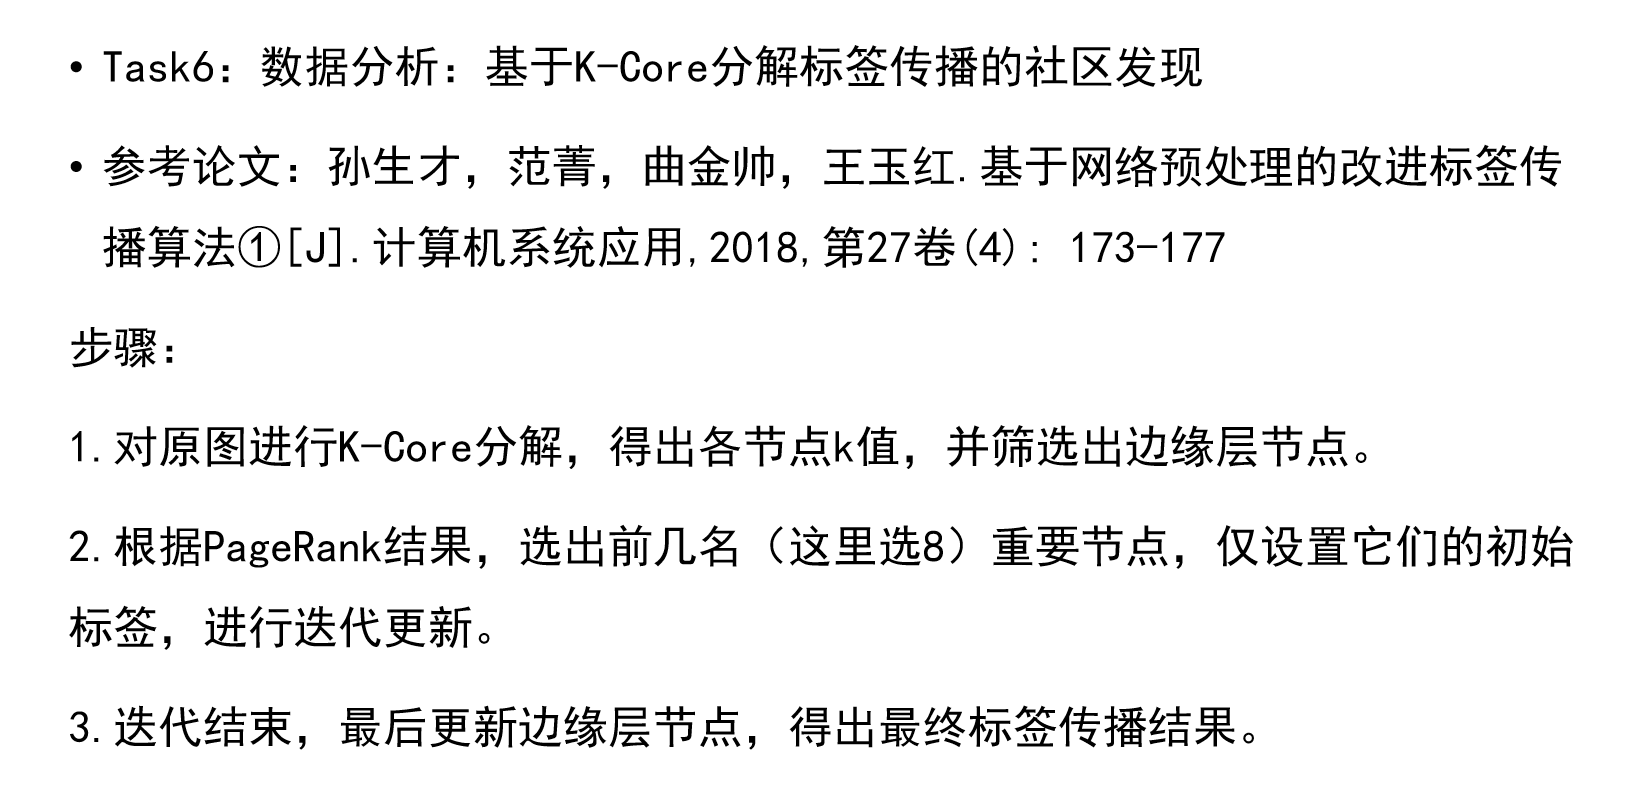 • Task6：数据分析：基于K-Core分解标签传播的社区发现
• 参考论文：孙生才，范菁，曲金帅，王玉红.基于网络预处理的改进标签传
播算法①[J].计算机系统应用,2018,第27卷(4): 173-177
步骤：
1.对原图进行K-Core分解，得出各节点k值，并筛选出边缘层节点。
2.根据PageRank结果，选出前几名（这里选8）重要节点，仅设置它们的初始
标签，进行迭代更新。
3.迭代结束，最后更新边缘层节点，得出最终标签传播结果。